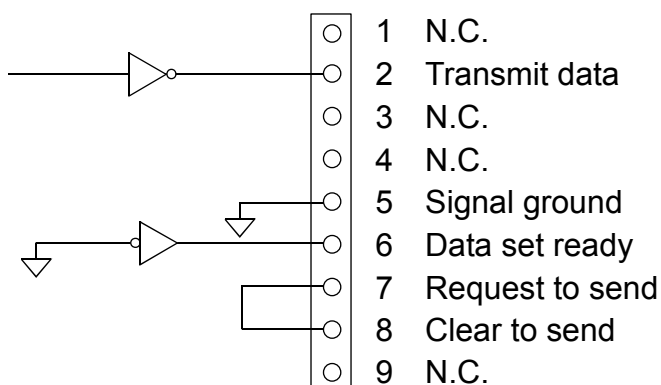 1 N.C.
2 Transmit data
3 N.C.
4 N.C.
5 Signal ground
6 Data set ready
7 Request to send
8 Clear to send
9 N.C.